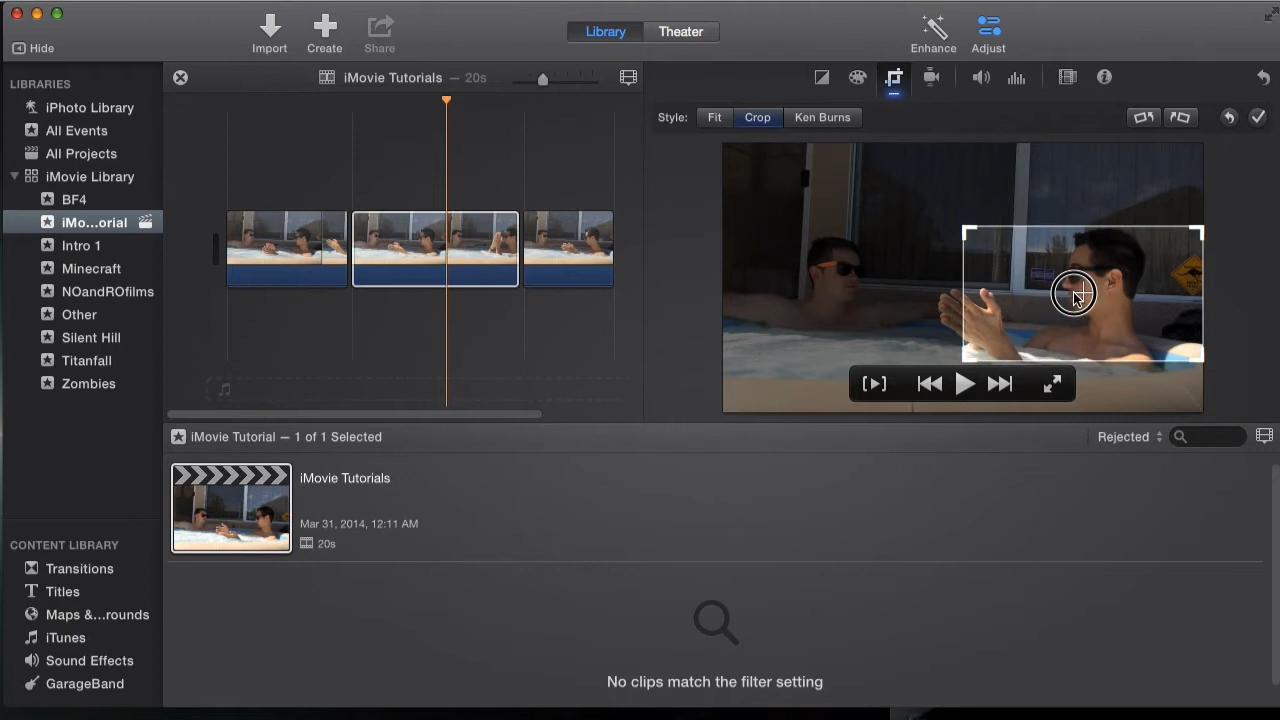 Hide
Import
Create
Share
Library
Theater
Enhance
Adjust
LIBRARIES
iPhoto Library
All Events
All Projects
iMovie Library
BF4
iMo...orial
Intro 1
Minecraft
NOandROfilms
Other
Silent Hill
Titanfall
Zombies
CONTENT LIBRARY
Transitions
Titles
Maps &...rounds
iTunes
Sound Effects
GarageBand
iMovie Tutorials — 20s
Style: Fit Crop Ken Burns
iMovie Tutorial — 1 of 1 Selected
Rejected
iMovie Tutorials
Mar 31, 2014, 12:11 AM
20s
No clips match the filter setting